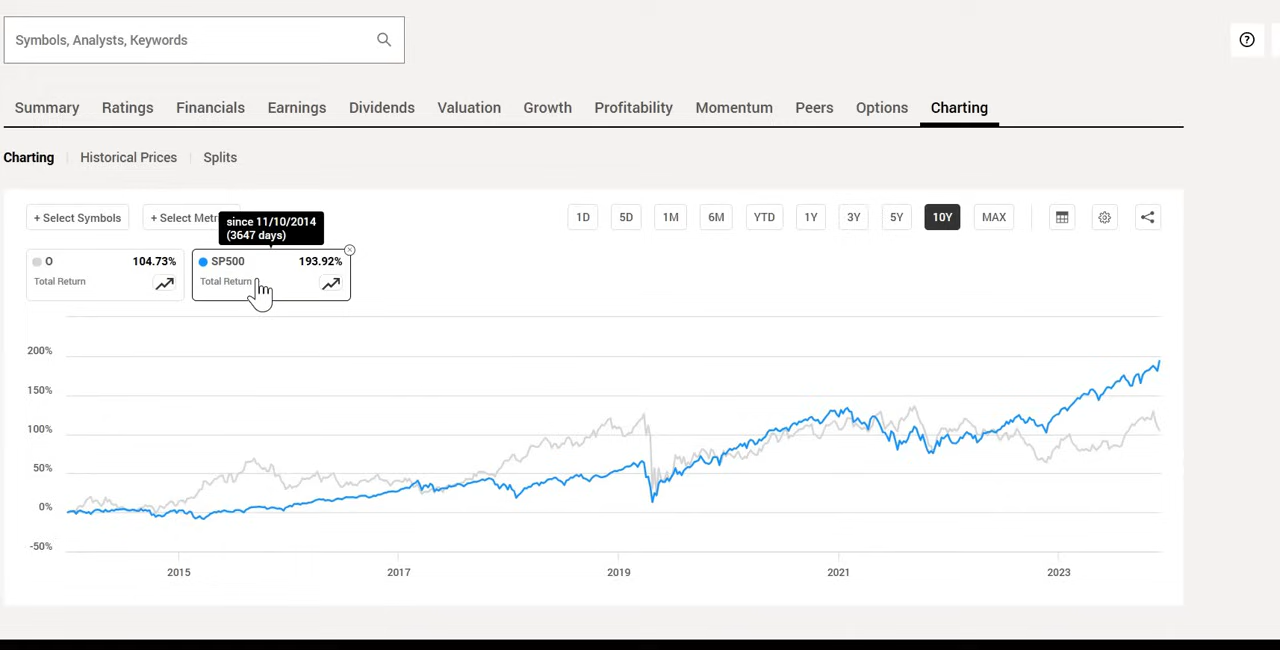 Symbols, Analysts, Keywords
Summary Ratings Financials Earnings Dividends Valuation Growth Profitability Momentum Peers Options Charting
Charting Historical Prices Splits
+ Select Symbols
+ Select Metr
since 11/10/2014
(3647 days)
1D 5D 1M 6M YTD 1Y 3Y 5Y 10Y MAX
O 104.73%
Total Return
SP500 193.92%
Total Return
200%
150%
100%
50%
0%
-50%
2015 2017 2019 2021 2023